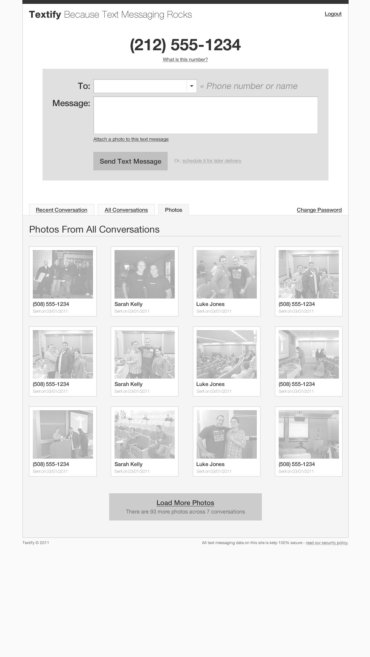 Textify Because Text Messaging Rocks
Logout
(212) 555-1234
What is this number?
To:
« Phone number or name
Message:
Attach a photo to this text message
Send Text Message
Or, schedule it for later delivery
Recent Conversation
All Conversations
Photos
Change Password
Photos From All Conversations
(508) 555-1234
Sent on 03/01/2011
Sarah Kelly
Sent on 03/01/2011
Luke Jones
Sent on 03/01/2011
(508) 555-1234
Sent on 03/01/2011
(508) 555-1234
Sent on 03/01/2011
Sarah Kelly
Sent on 03/01/2011
Luke Jones
Sent on 03/01/2011
(508) 555-1234
Sent on 03/01/2011
(508) 555-1234
Sent on 03/01/2011
Sarah Kelly
Sent on 03/01/2011
Luke Jones
Sent on 03/01/2011
(508) 555-1234
Sent on 03/01/2011
Load More Photos
There are 93 more photos across 7 conversations
Textify © 2011
All text messaging data on this site is kept 100% secure - read our security policy.